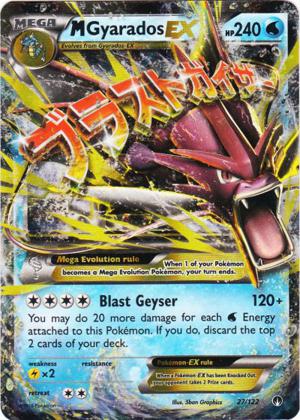 MEGA
MGyaradosEX HP240
Evolves from Gyarados-EX
ブラストガイザー
Mega Evolution rule
When 1 of your Pokémon
becomes a Mega Evolution Pokémon, your turn ends.
Blast Geyser 120+
You may do 20 more damage for each Energy
attached to this Pokémon. If you do, discard the top
2 cards of your deck.
weakness resistance
×2
retreat
Pokémon-EX rule
When a Pokémon-EX has been Knocked Out,
your opponent takes 2 Prize cards.
Illus. 5ban Graphics
27/122